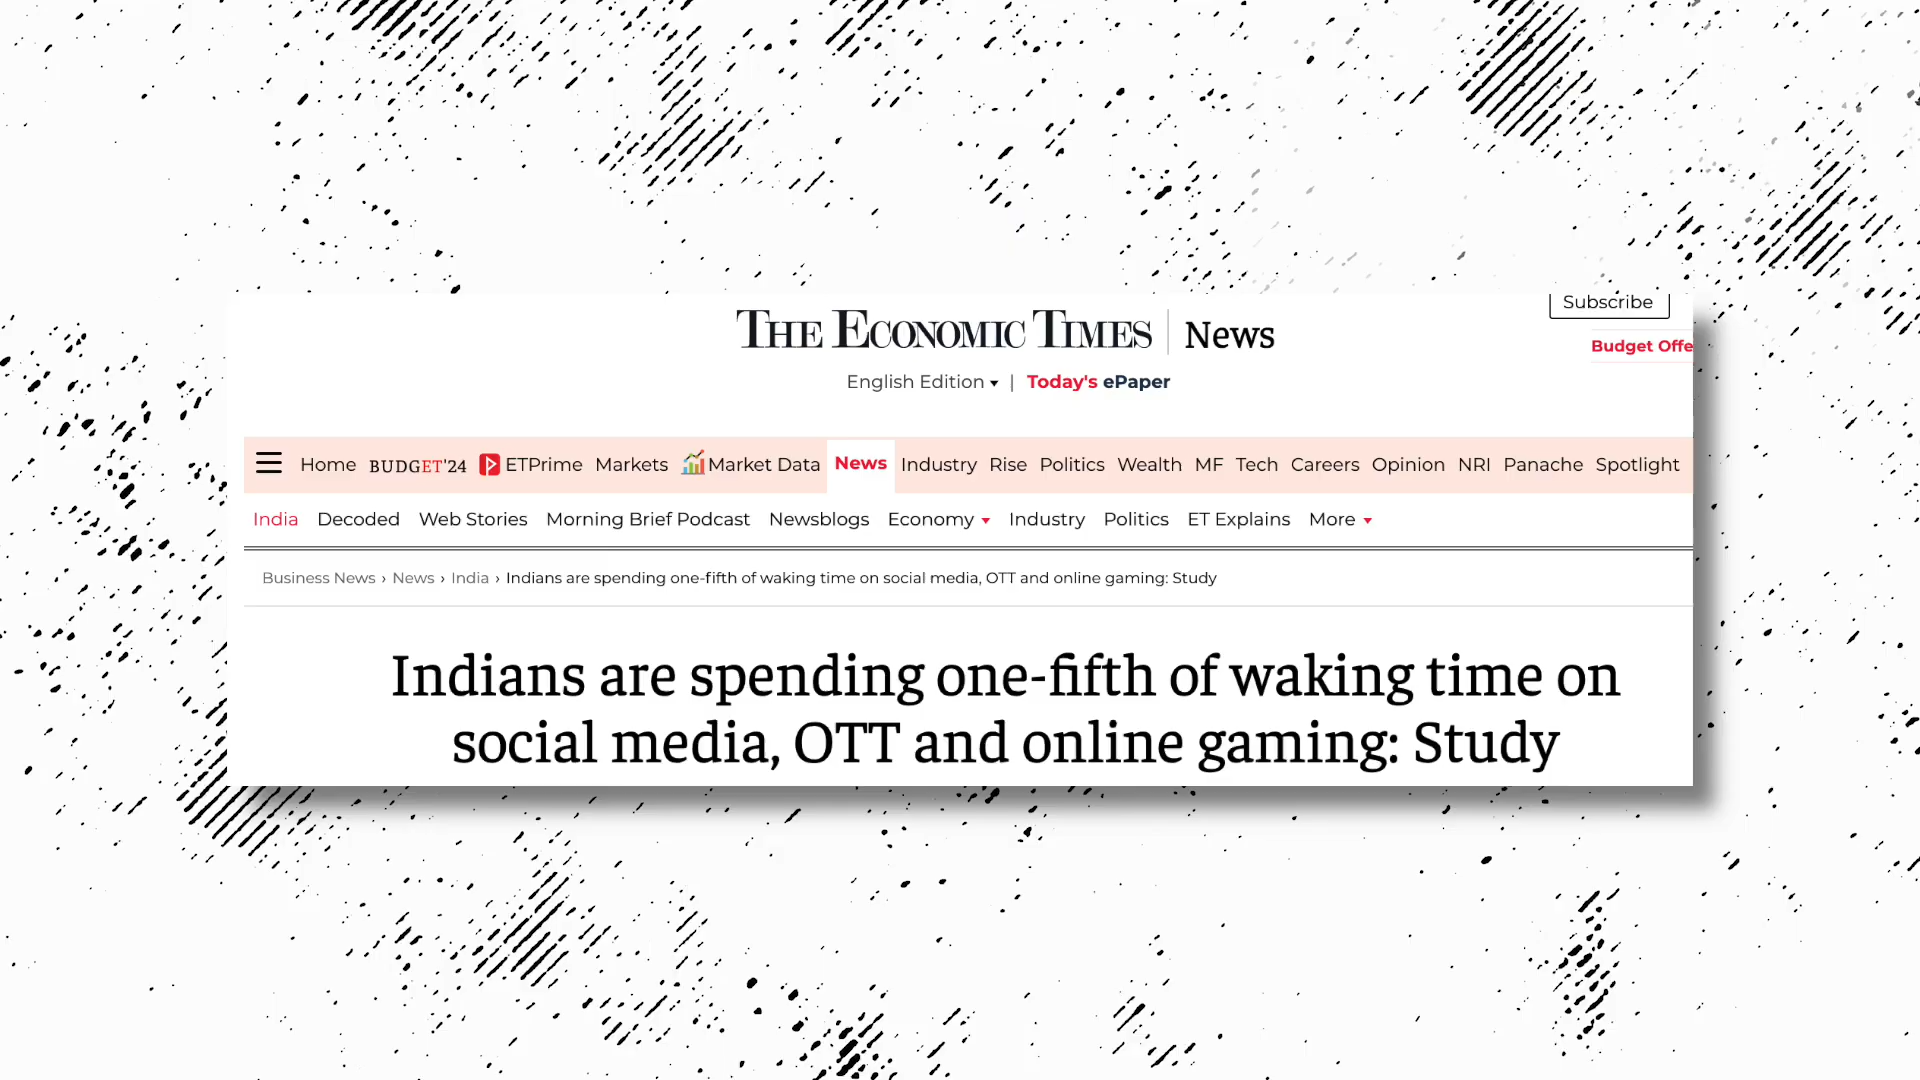 Subscribe
THE ECONOMIC TIMES | News
Budget Offe
English Edition ▾ | Today's ePaper
Home BUDGET'24 ETPrime Markets Market Data News Industry Rise Politics Wealth MF Tech Careers Opinion NRI Panache Spotlight
India Decoded Web Stories Morning Brief Podcast Newsblogs Economy ▾ Industry Politics ET Explains More ▾
Business News › News › India › Indians are spending one-fifth of waking time on social media, OTT and online gaming: Study
Indians are spending one-fifth of waking time on
social media, OTT and online gaming: Study